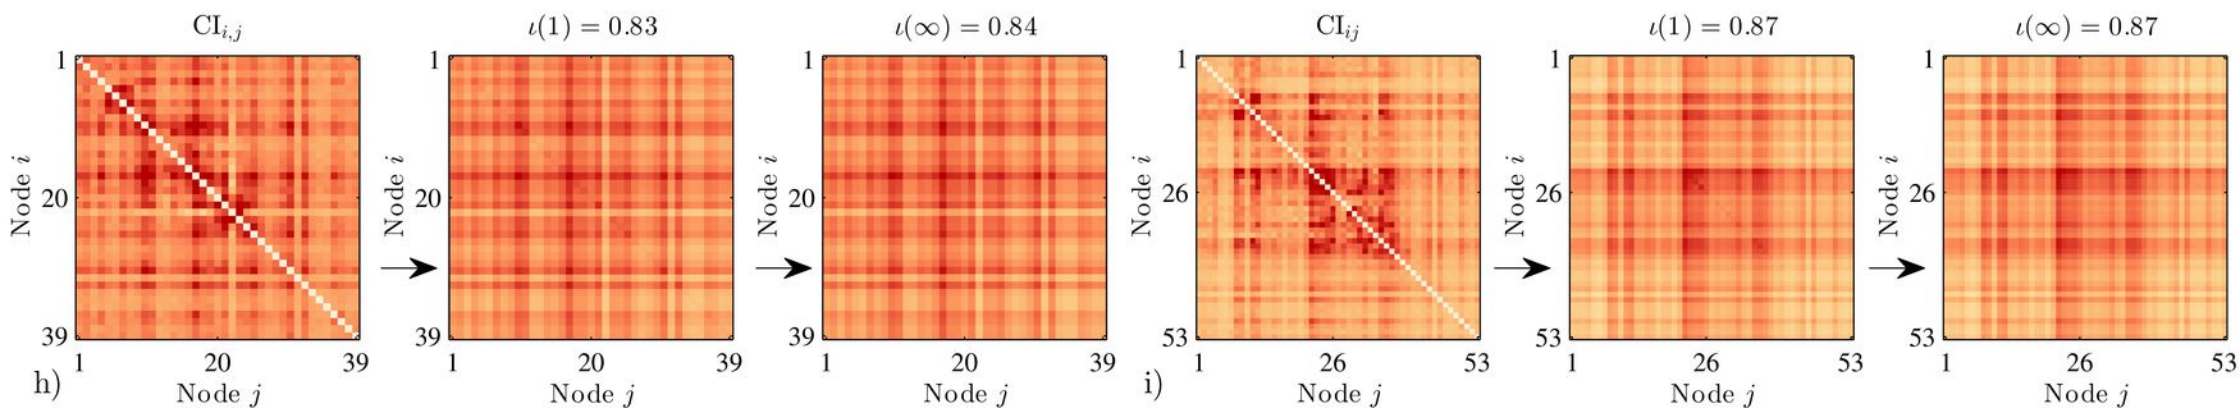 CI_{i,j} ι(1) = 0.83 ι(∞) = 0.84 CI_{ij} ι(1) = 0.87 ι(∞) = 0.87
1 1 1 1 1 1
Node i Node i Node i Node i Node i Node i
20 20 20 26 26 26
39 39 39 53 53 53
1 20 39 1 20 39 1 20 39 1 26 53 1 26 53 1 26 53
h) Node j Node j Node j i) Node j Node j Node j